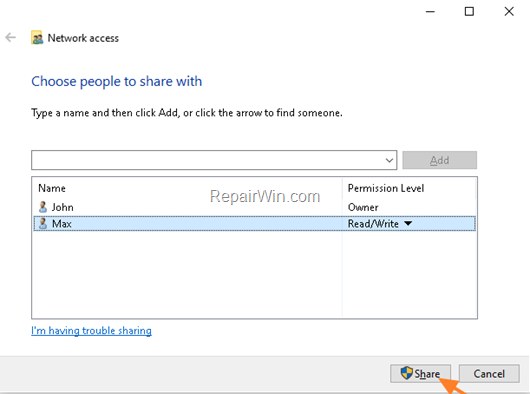 Network access
Choose people to share with
Type a name and then click Add, or click the arrow to find someone.
Add
Name Permission Level
RepairWin.com
John Owner
Max Read/Write
I'm having trouble sharing
Share Cancel